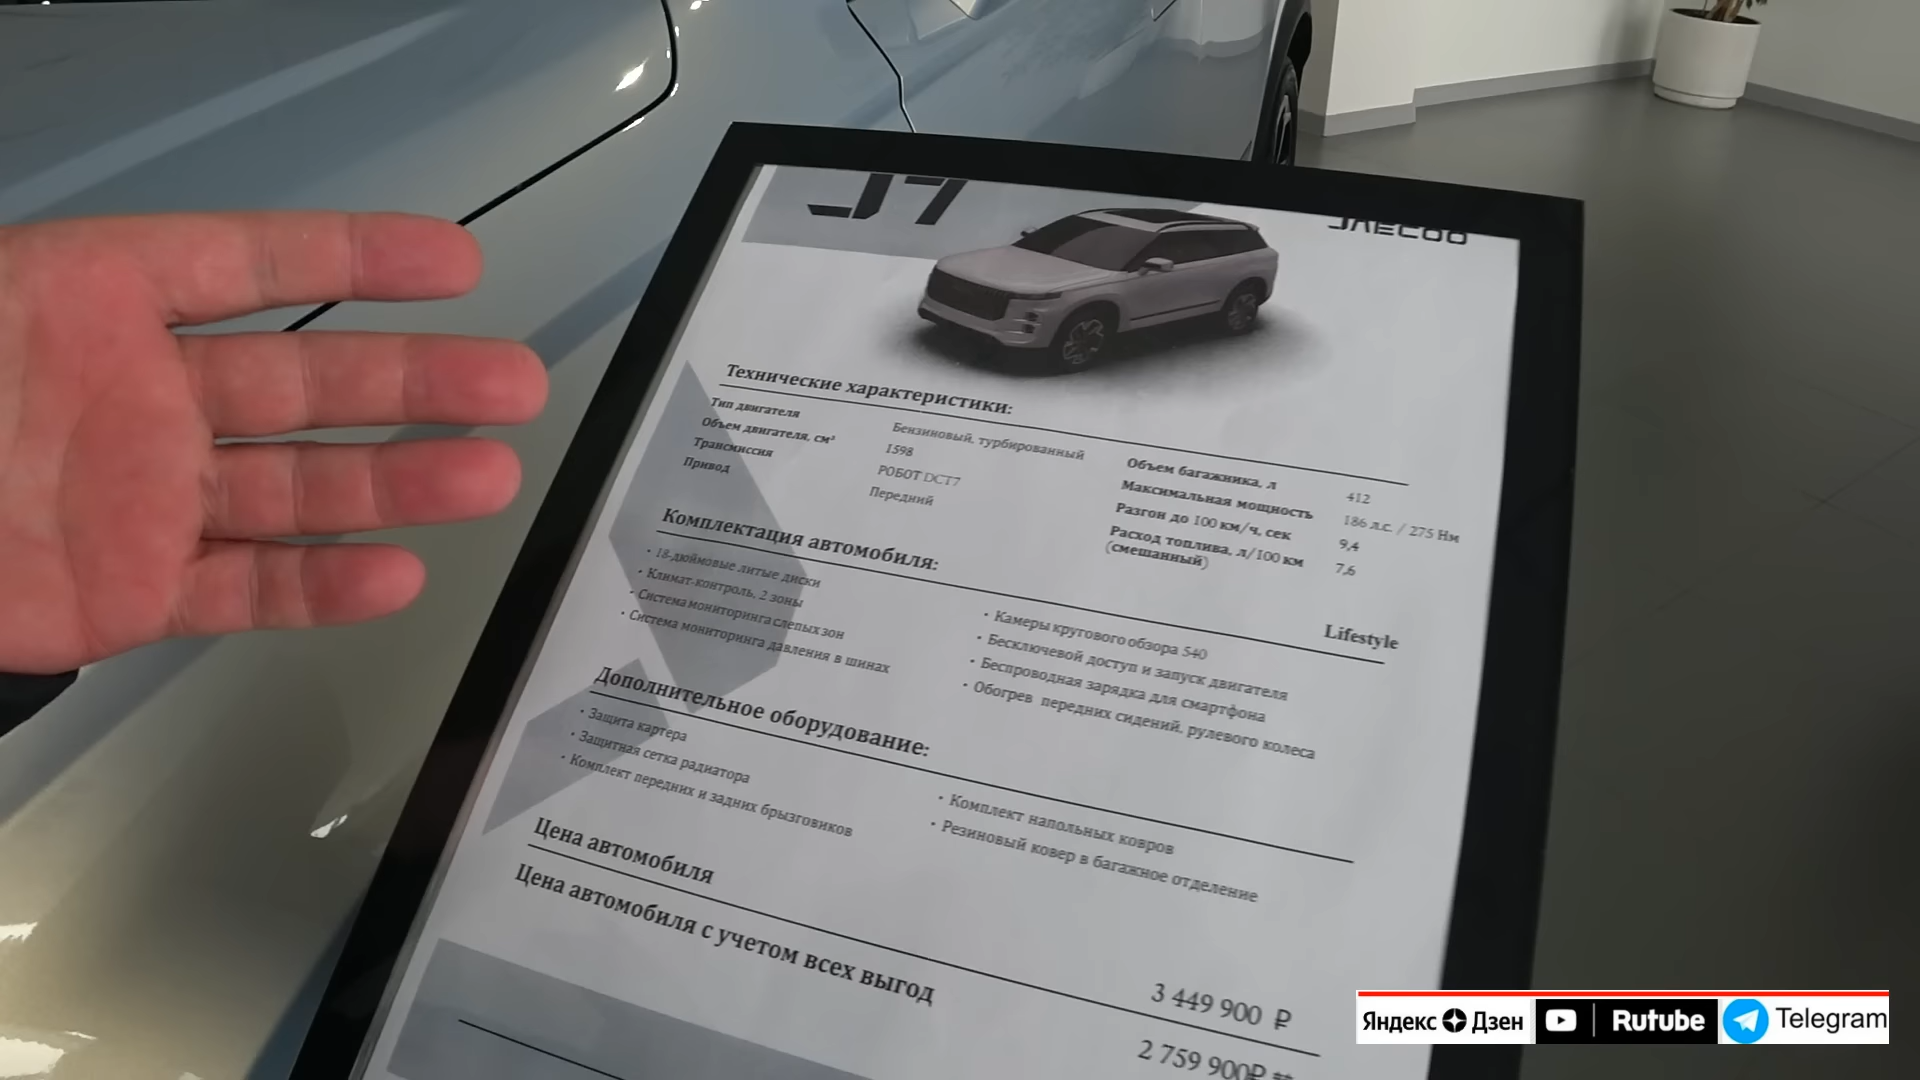 J7
JAECOO
Технические характеристики:
Тип двигателя Бензиновый, турбированный
Объем двигателя, см³ 1598
Трансмиссия РОБОТ DCT7
Привод Передний
Объем багажника, л 412
Максимальная мощность 186 л.с. / 275 Нм
Разгон до 100 км/ч, сек 9,4
Расход топлива, л/100 км 7,6
(смешанный)
Комплектация автомобиля:
Lifestyle
• 18-дюймовые литые диски
• Климат-контроль, 2 зоны
• Система мониторинга слепых зон
• Система мониторинга давления в шинах
• Камеры кругового обзора 540
• Бесключевой доступ и запуск двигателя
• Беспроводная зарядка для смартфона
• Обогрев передних сидений, рулевого колеса
Дополнительное оборудование:
• Защита картера
• Защитная сетка радиатора
• Комплект передних и задних брызговиков
• Комплект напольных ковров
• Резиновый ковер в багажное отделение
Цена автомобиля 3 449 900 ₽
Цена автомобиля с учетом всех выгод 2 759 900₽ **
Яндекс Дзен Rutube Telegram